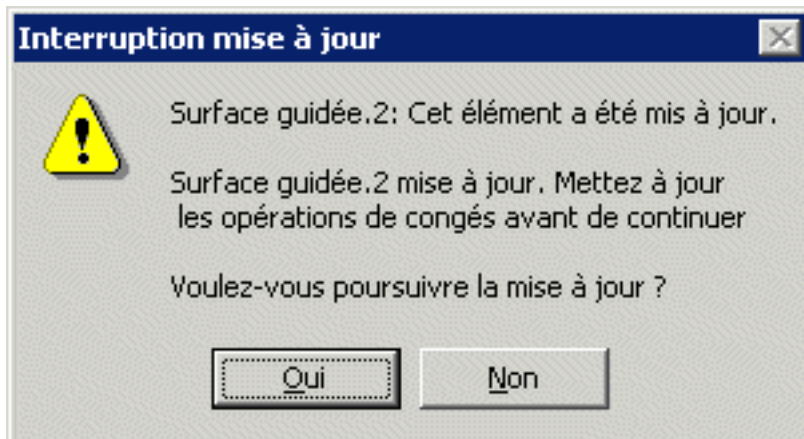 Interruption mise à jour
Surface guidée.2: Cet élément a été mis à jour.
Surface guidée.2 mise à jour. Mettez à jour
les opérations de congés avant de continuer
Voulez-vous poursuivre la mise à jour ?
Oui Non